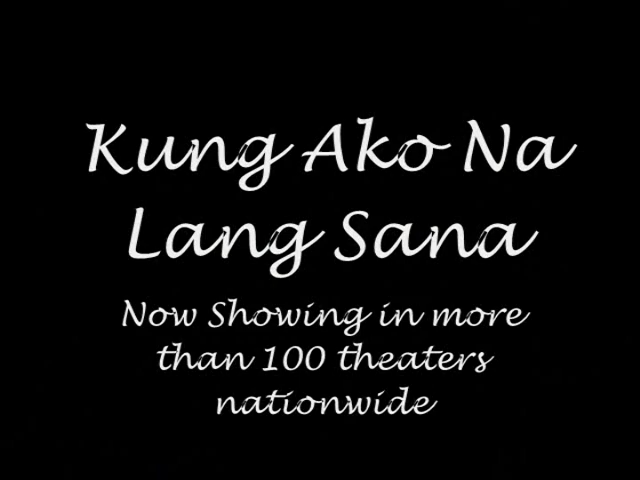 Kung Ako Na
Lang Sana
Now Showing in more
than 100 theaters
nationwide